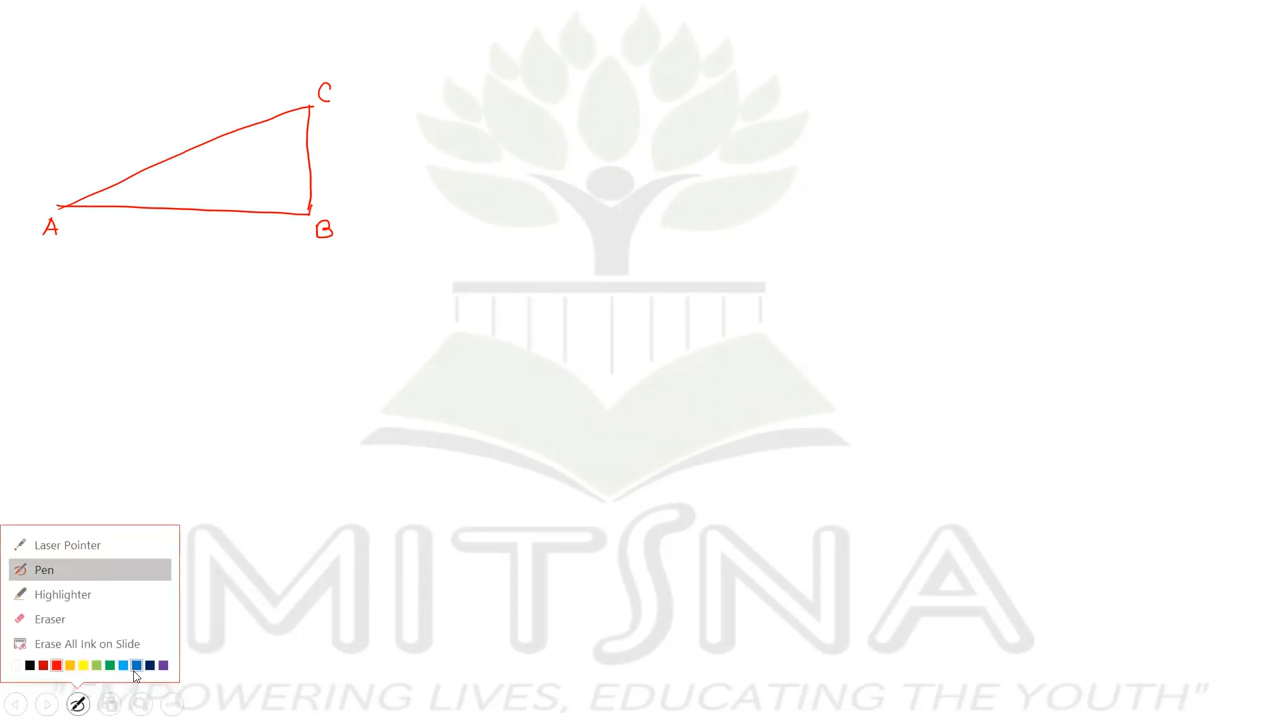 C
A
B
Laser Pointer
Pen
Highlighter
Eraser
Erase All Ink on Slide
MITSNA
"EMPOWERING LIVES, EDUCATING THE YOUTH"